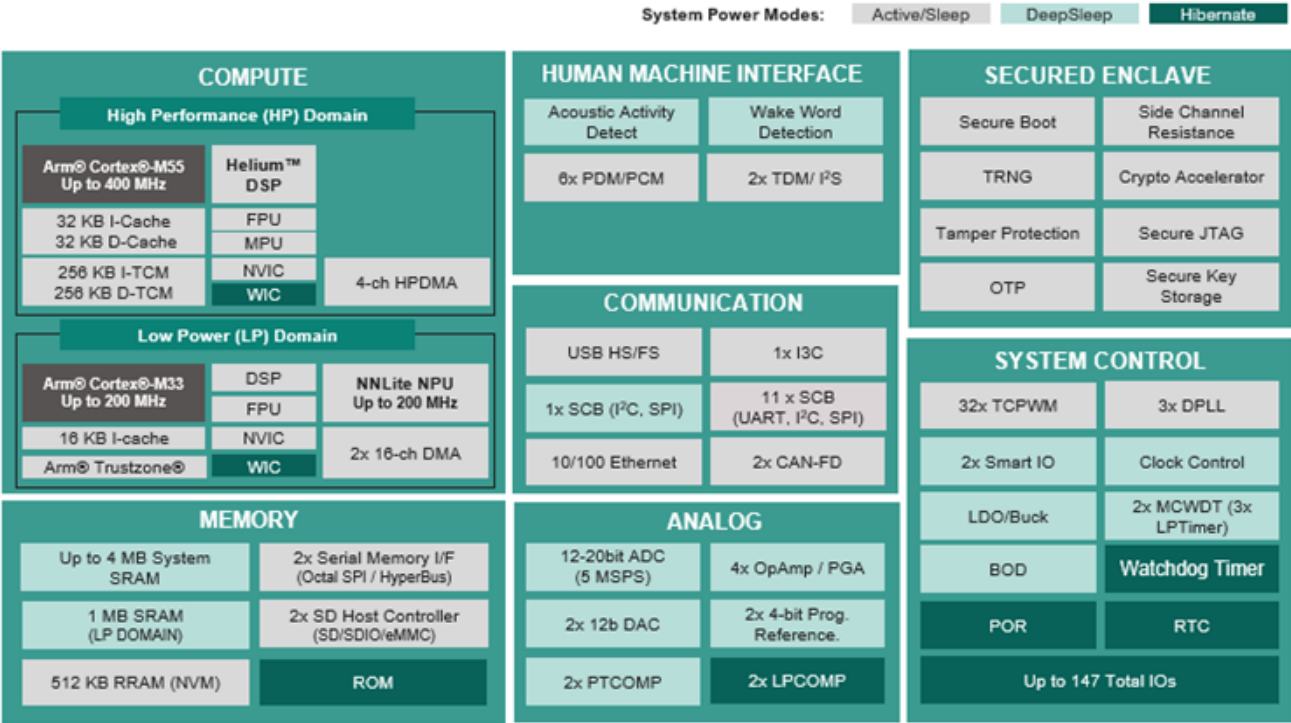 System Power Modes: Active/Sleep DeepSleep Hibernate
COMPUTE
High Performance (HP) Domain
Arm® Cortex®-M55
Up to 400 MHz
Helium™
DSP
32 KB I-Cache
32 KB D-Cache
FPU
MPU
256 KB I-TCM
256 KB D-TCM
NVIC
WIC
4-ch HPDMA
Low Power (LP) Domain
Arm® Cortex®-M33
Up to 200 MHz
DSP
FPU
NNLite NPU
Up to 200 MHz
16 KB I-cache
Arm® Trustzone®
NVIC
WIC
2x 16-ch DMA
MEMORY
Up to 4 MB System
SRAM
2x Serial Memory I/F
(Octal SPI / HyperBus)
1 MB SRAM
(LP DOMAIN)
2x SD Host Controller
(SD/SDIO/eMMC)
512 KB RRAM (NVM)
ROM
HUMAN MACHINE INTERFACE
Acoustic Activity
Detect
Wake Word
Detection
6x PDM/PCM
2x TDM/ I²S
COMMUNICATION
USB HS/FS
1x I3C
1x SCB (I²C, SPI)
11 x SCB
(UART, I²C, SPI)
10/100 Ethernet
2x CAN-FD
ANALOG
12-20bit ADC
(5 MSPS)
4x OpAmp / PGA
2x 12b DAC
2x 4-bit Prog.
Reference.
2x PTCOMP
2x LPCOMP
SECURED ENCLAVE
Secure Boot
Side Channel
Resistance
TRNG
Crypto Accelerator
Tamper Protection
Secure JTAG
OTP
Secure Key
Storage
SYSTEM CONTROL
32x TCPWM
3x DPLL
2x Smart IO
Clock Control
LDO/Buck
2x MCWDT (3x
LPTimer)
BOD
Watchdog Timer
POR
RTC
Up to 147 Total IOs